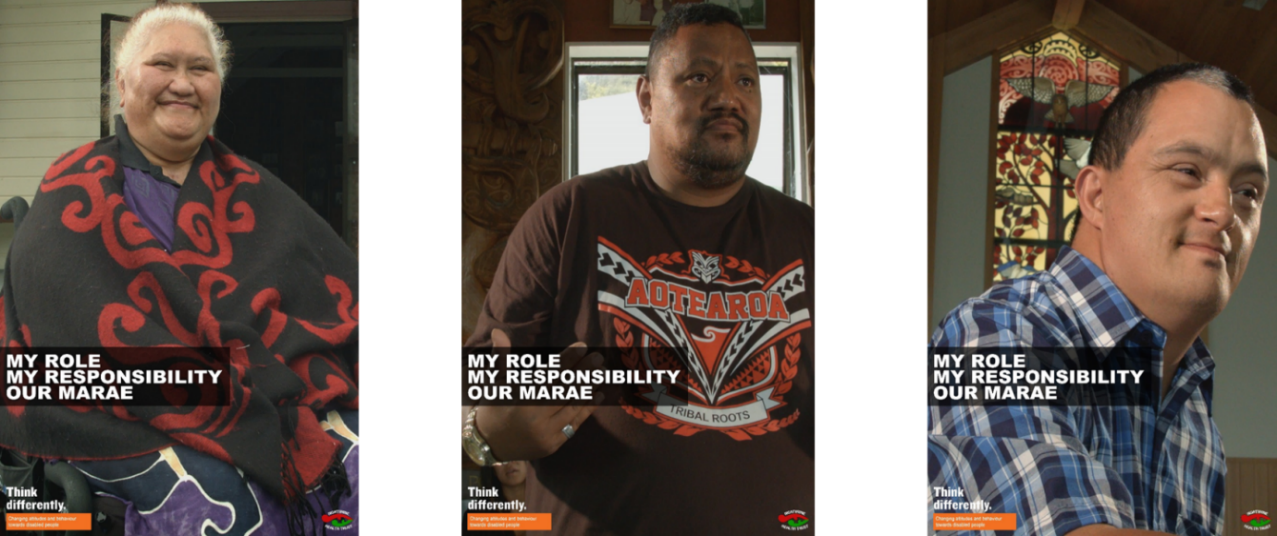 MY ROLE
MY RESPONSIBILITY
OUR MARAE
Think
differently.
Changing attitudes and behaviour
towards disabled people
AOTEAROA
TRIBAL ROOTS
MY ROLE
MY RESPONSIBILITY
OUR MARAE
Think
differently.
Changing attitudes and behaviour
towards disabled people
MY ROLE
MY RESPONSIBILITY
OUR MARAE
Think
differently.
Changing attitudes and behaviour
towards disabled people